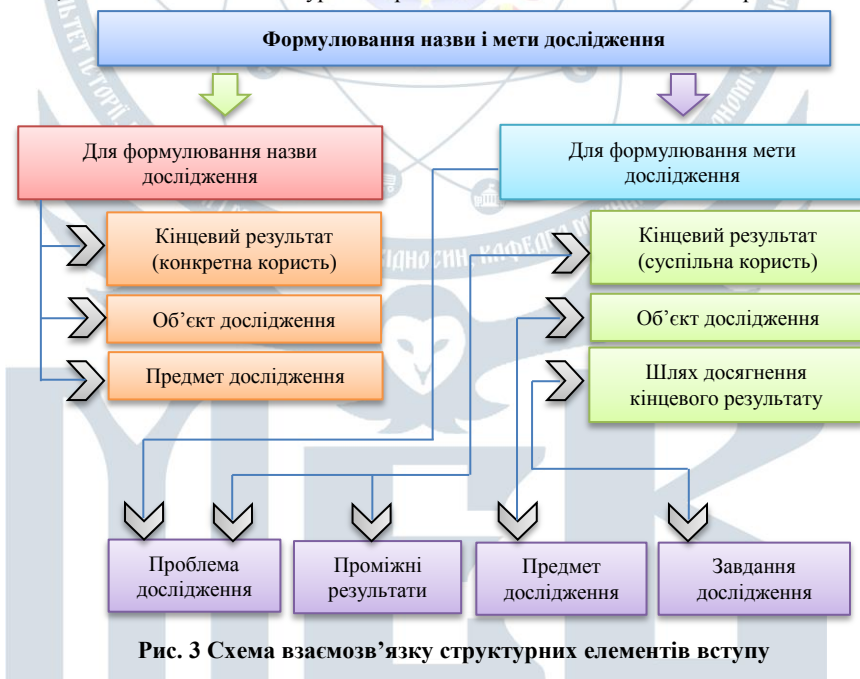 Формулювання назви і мети дослідження
Для формулювання назви
дослідження
Для формулювання мети
дослідження
Кінцевий результат
(конкретна користь)
Кінцевий результат
(суспільна користь)
Об’єкт дослідження
Об’єкт дослідження
Предмет дослідження
Шлях досягнення
кінцевого результату
Проблема
дослідження
Проміжні
результати
Предмет
дослідження
Завдання
дослідження
Рис. 3 Схема взаємозв’язку структурних елементів вступу